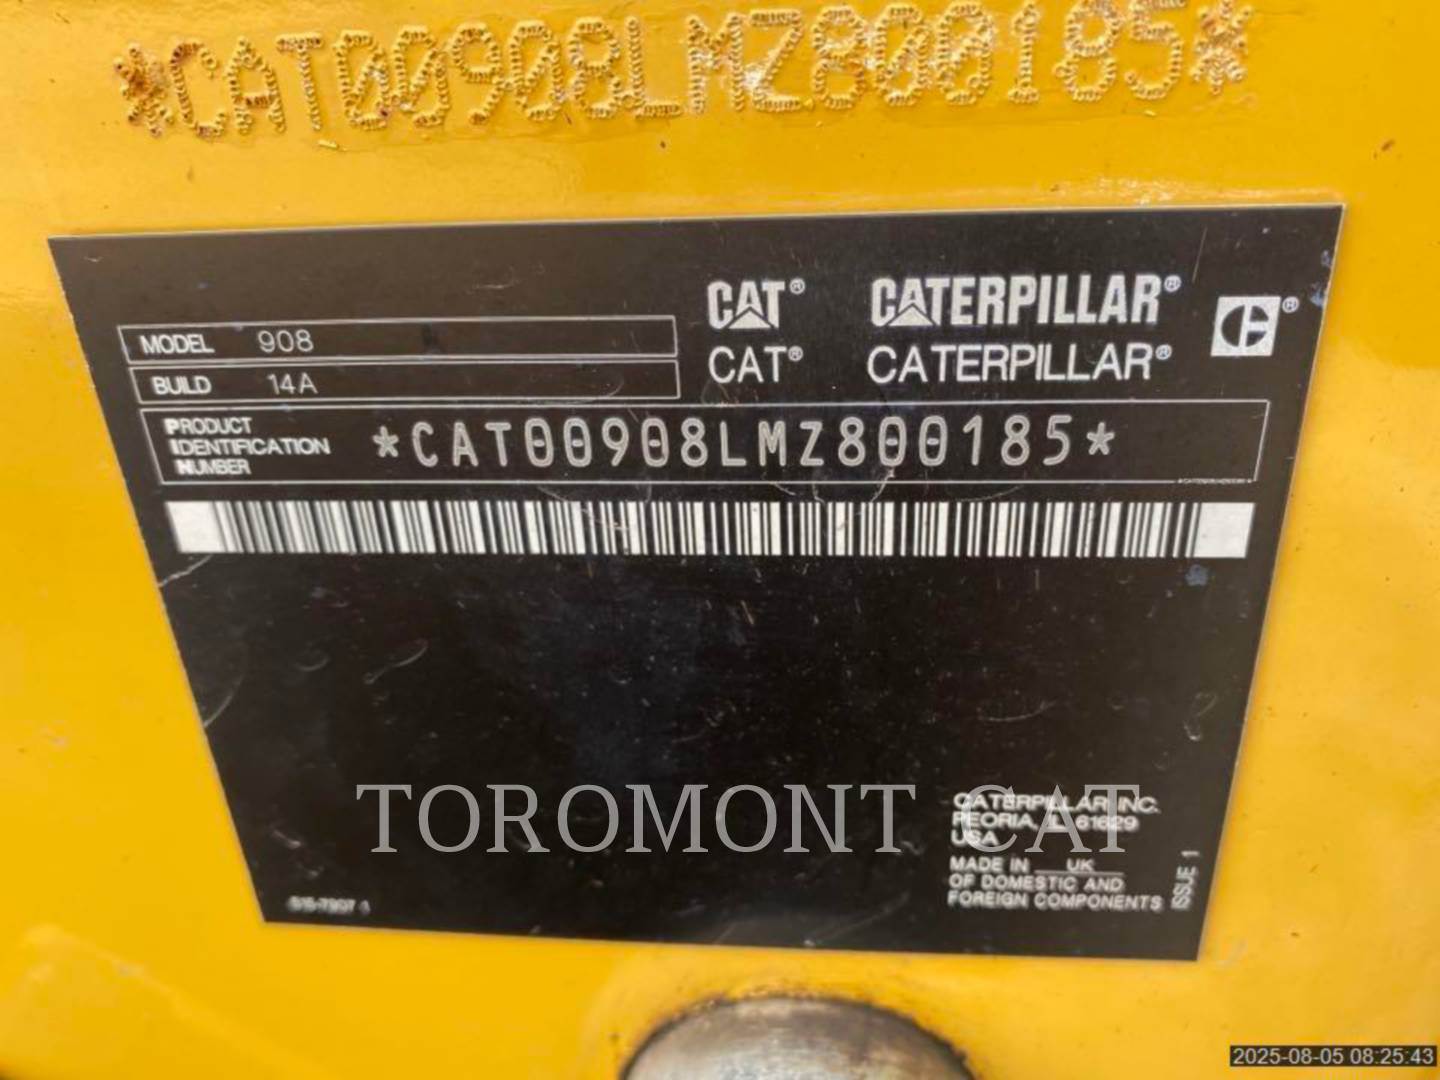 *CAT00908LMZ800185*
CAT® CATERPILLAR® CE®
CAT® CATERPILLAR®
MODEL 908
BUILD 14A
PRODUCT
IDENTIFICATION
NUMBER
*CAT00908LMZ800185*
TOROMONT CAT
CATERPILLAR INC.
PEORIA, IL 61629
USA
MADE IN UK
OF DOMESTIC AND
FOREIGN COMPONENTS
ISSUE 1
2025-08-05 08:25:43